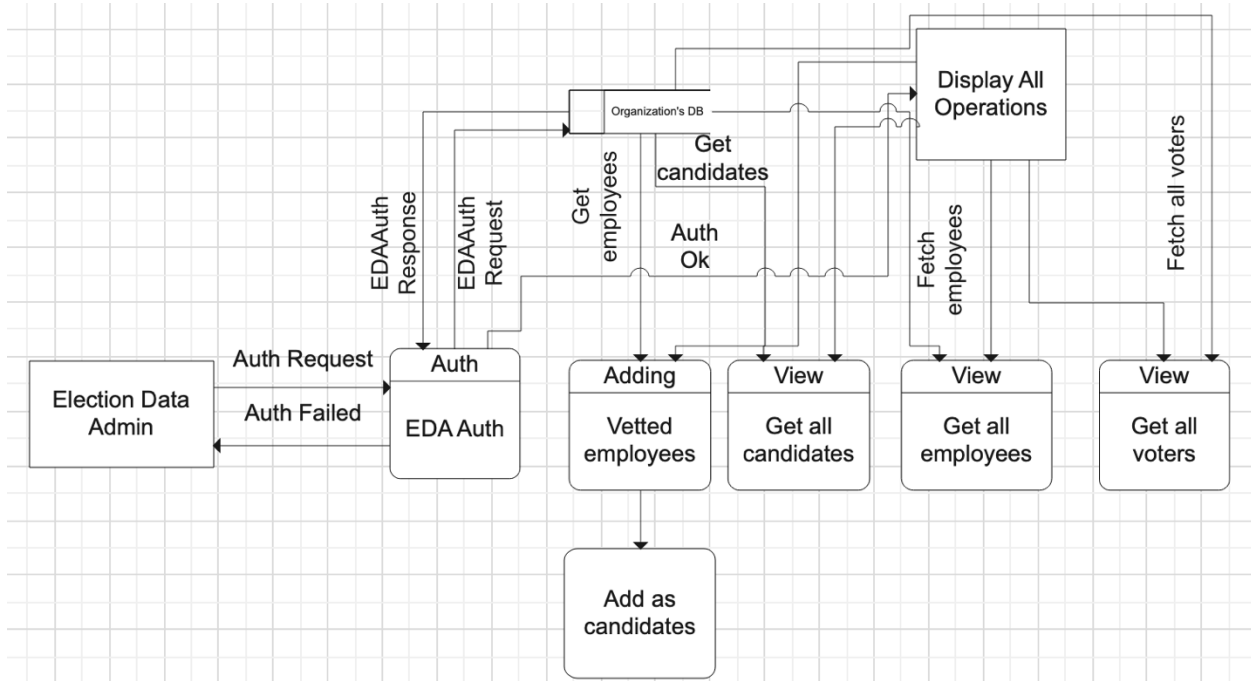 Display All
Operations
Organization's DB
Get
candidates
Get
employees
Fetch all voters
EDAAuth
Response
EDAAuth
Request
Auth
Ok
Fetch
employees
Auth Request
Auth Failed
Election Data
Admin
Auth
EDA Auth
Adding
Vetted
employees
View
Get all
candidates
View
Get all
employees
View
Get all
voters
Add as
candidates